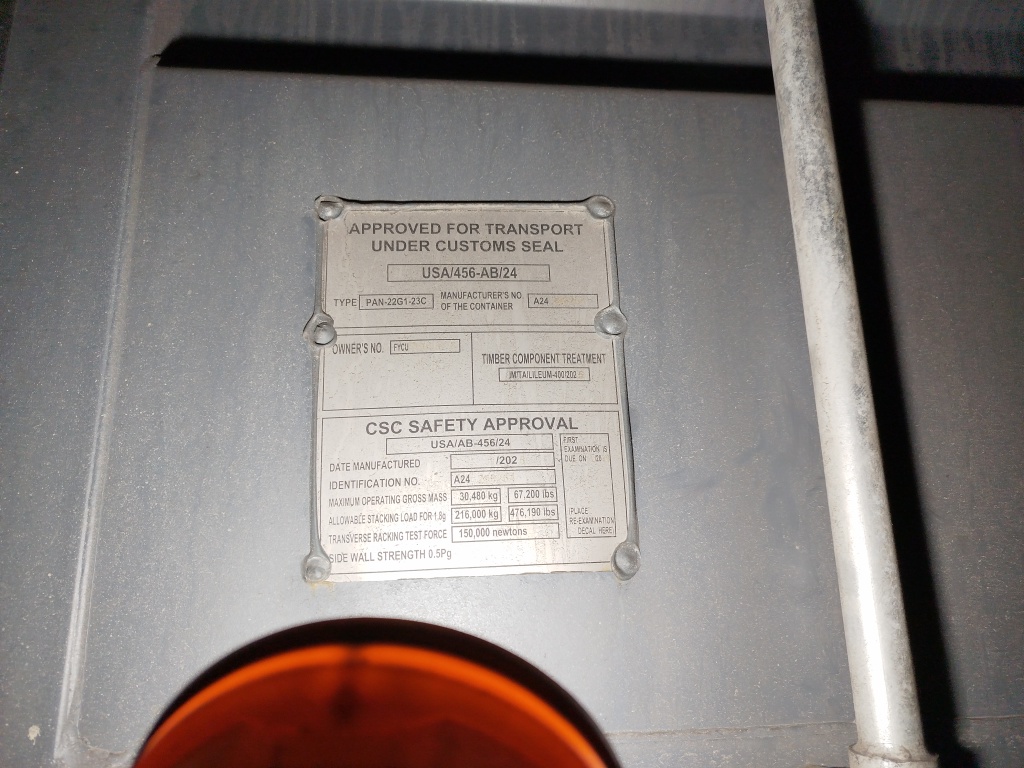 APPROVED FOR TRANSPORT
UNDER CUSTOMS SEAL
USA/456-AB/24
TYPE PAN-22G1-23C MANUFACTURER'S NO. OF THE CONTAINER A24
OWNER'S NO. FYCU
TIMBER COMPONENT TREATMENT
IM/TAILILEUM-400/202
CSC SAFETY APPROVAL
USA/AB-456/24
FIRST
EXAMINATION IS
DUE ON
DATE MANUFACTURED /202
IDENTIFICATION NO. A24
MAXIMUM OPERATING GROSS MASS 30,480 kg 67,200 lbs
ALLOWABLE STACKING LOAD FOR 1.8g 216,000 kg 476,190 lbs
TRANSVERSE RACKING TEST FORCE 150,000 newtons
(PLACE
RE-EXAMINATION
DECAL HERE)
SIDE WALL STRENGTH 0.5Pg